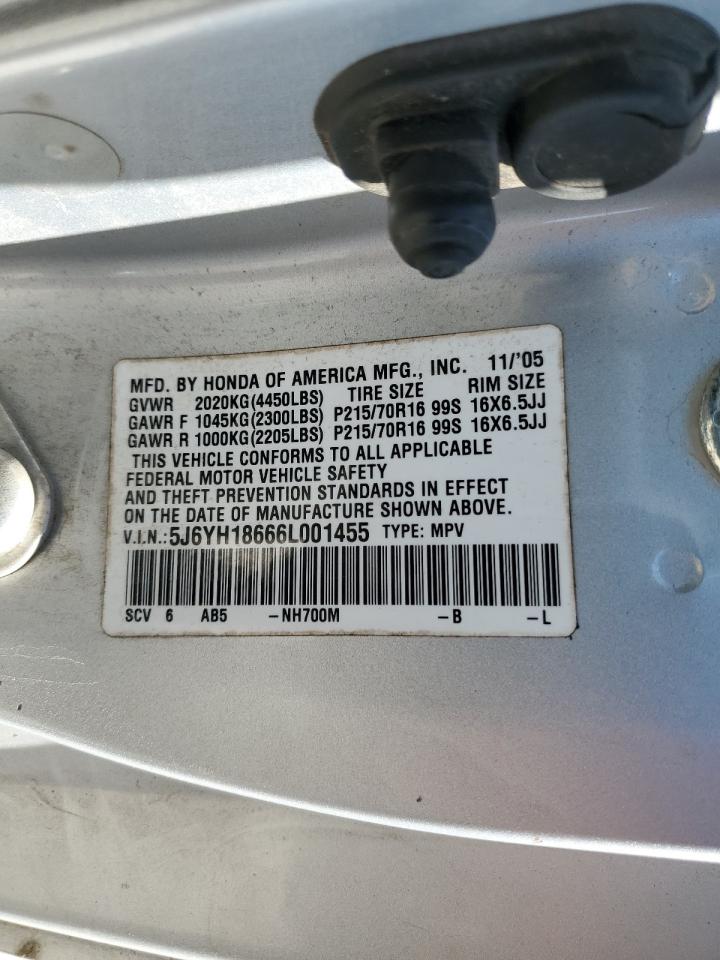 MFD. BY HONDA OF AMERICA MFG., INC. 11/'05
GVWR 2020KG(4450LBS) TIRE SIZE RIM SIZE
GAWR F 1045KG(2300LBS) P215/70R16 99S 16X6.5JJ
GAWR R 1000KG(2205LBS) P215/70R16 99S 16X6.5JJ
THIS VEHICLE CONFORMS TO ALL APPLICABLE
FEDERAL MOTOR VEHICLE SAFETY
AND THEFT PREVENTION STANDARDS IN EFFECT
ON THE DATE OF MANUFACTURE SHOWN ABOVE.
V.I.N.:5J6YH18666L001455 TYPE: MPV
SCV 6 AB5 -NH700M -B -L